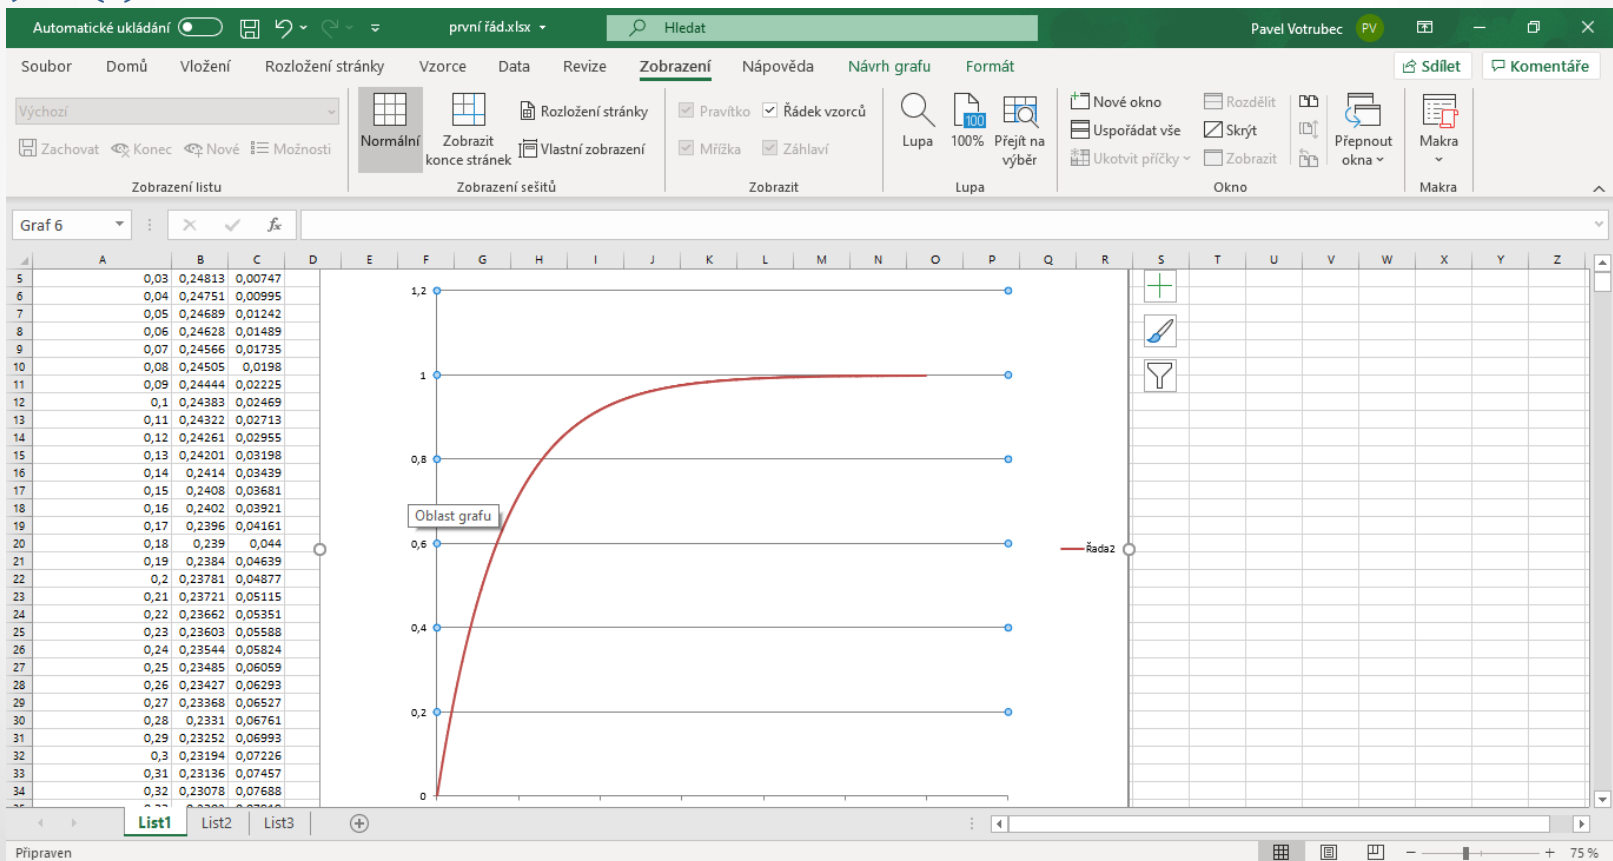 Automatické ukládání
první řád.xlsx
Hledat
Pavel Votrubec
PV
Soubor Domů Vložení Rozložení stránky Vzorce Data Revize Zobrazení Nápověda Návrh grafu Formát
Sdílet
Komentáře
Výchozí
Zachovat Konec Nové Možnosti
Zobrazení listu
Normální
Zobrazit
konce stránek
Rozložení stránky
Vlastní zobrazení
Zobrazení sešitů
Pravítko Řádek vzorců
Mřížka Záhlaví
Zobrazit
Lupa
100%
100
Přejít na
výběr
Lupa
Nové okno
Uspořádat vše
Ukotvit příčky
Rozdělit
Skrýt
Zobrazit
Přepnout
okna
Okno
Makra
Makra
Graf 6
fx
A B C D E F G H I J K L M N O P Q R S T U V W X Y Z
5 0,03 0,24813 0,00747
6 0,04 0,24751 0,00995
7 0,05 0,24689 0,01242
8 0,06 0,24628 0,01489
9 0,07 0,24566 0,01735
10 0,08 0,24505 0,0198
11 0,09 0,24444 0,02225
12 0,1 0,24383 0,02469
13 0,11 0,24322 0,02713
14 0,12 0,24261 0,02955
15 0,13 0,24201 0,03198
16 0,14 0,2414 0,03439
17 0,15 0,2408 0,03681
18 0,16 0,2402 0,03921
19 0,17 0,2396 0,04161
20 0,18 0,239 0,044
21 0,19 0,2384 0,04639
22 0,2 0,23781 0,04877
23 0,21 0,23721 0,05115
24 0,22 0,23662 0,05351
25 0,23 0,23603 0,05588
26 0,24 0,23544 0,05824
27 0,25 0,23485 0,06059
28 0,26 0,23427 0,06293
29 0,27 0,23368 0,06527
30 0,28 0,2331 0,06761
31 0,29 0,23252 0,06993
32 0,3 0,23194 0,07226
33 0,31 0,23136 0,07457
34 0,32 0,23078 0,07688
1,2
1
0,8
0,6
0,4
0,2
0
Oblast grafu
Řada2
List1 List2 List3
Připraven
75 %